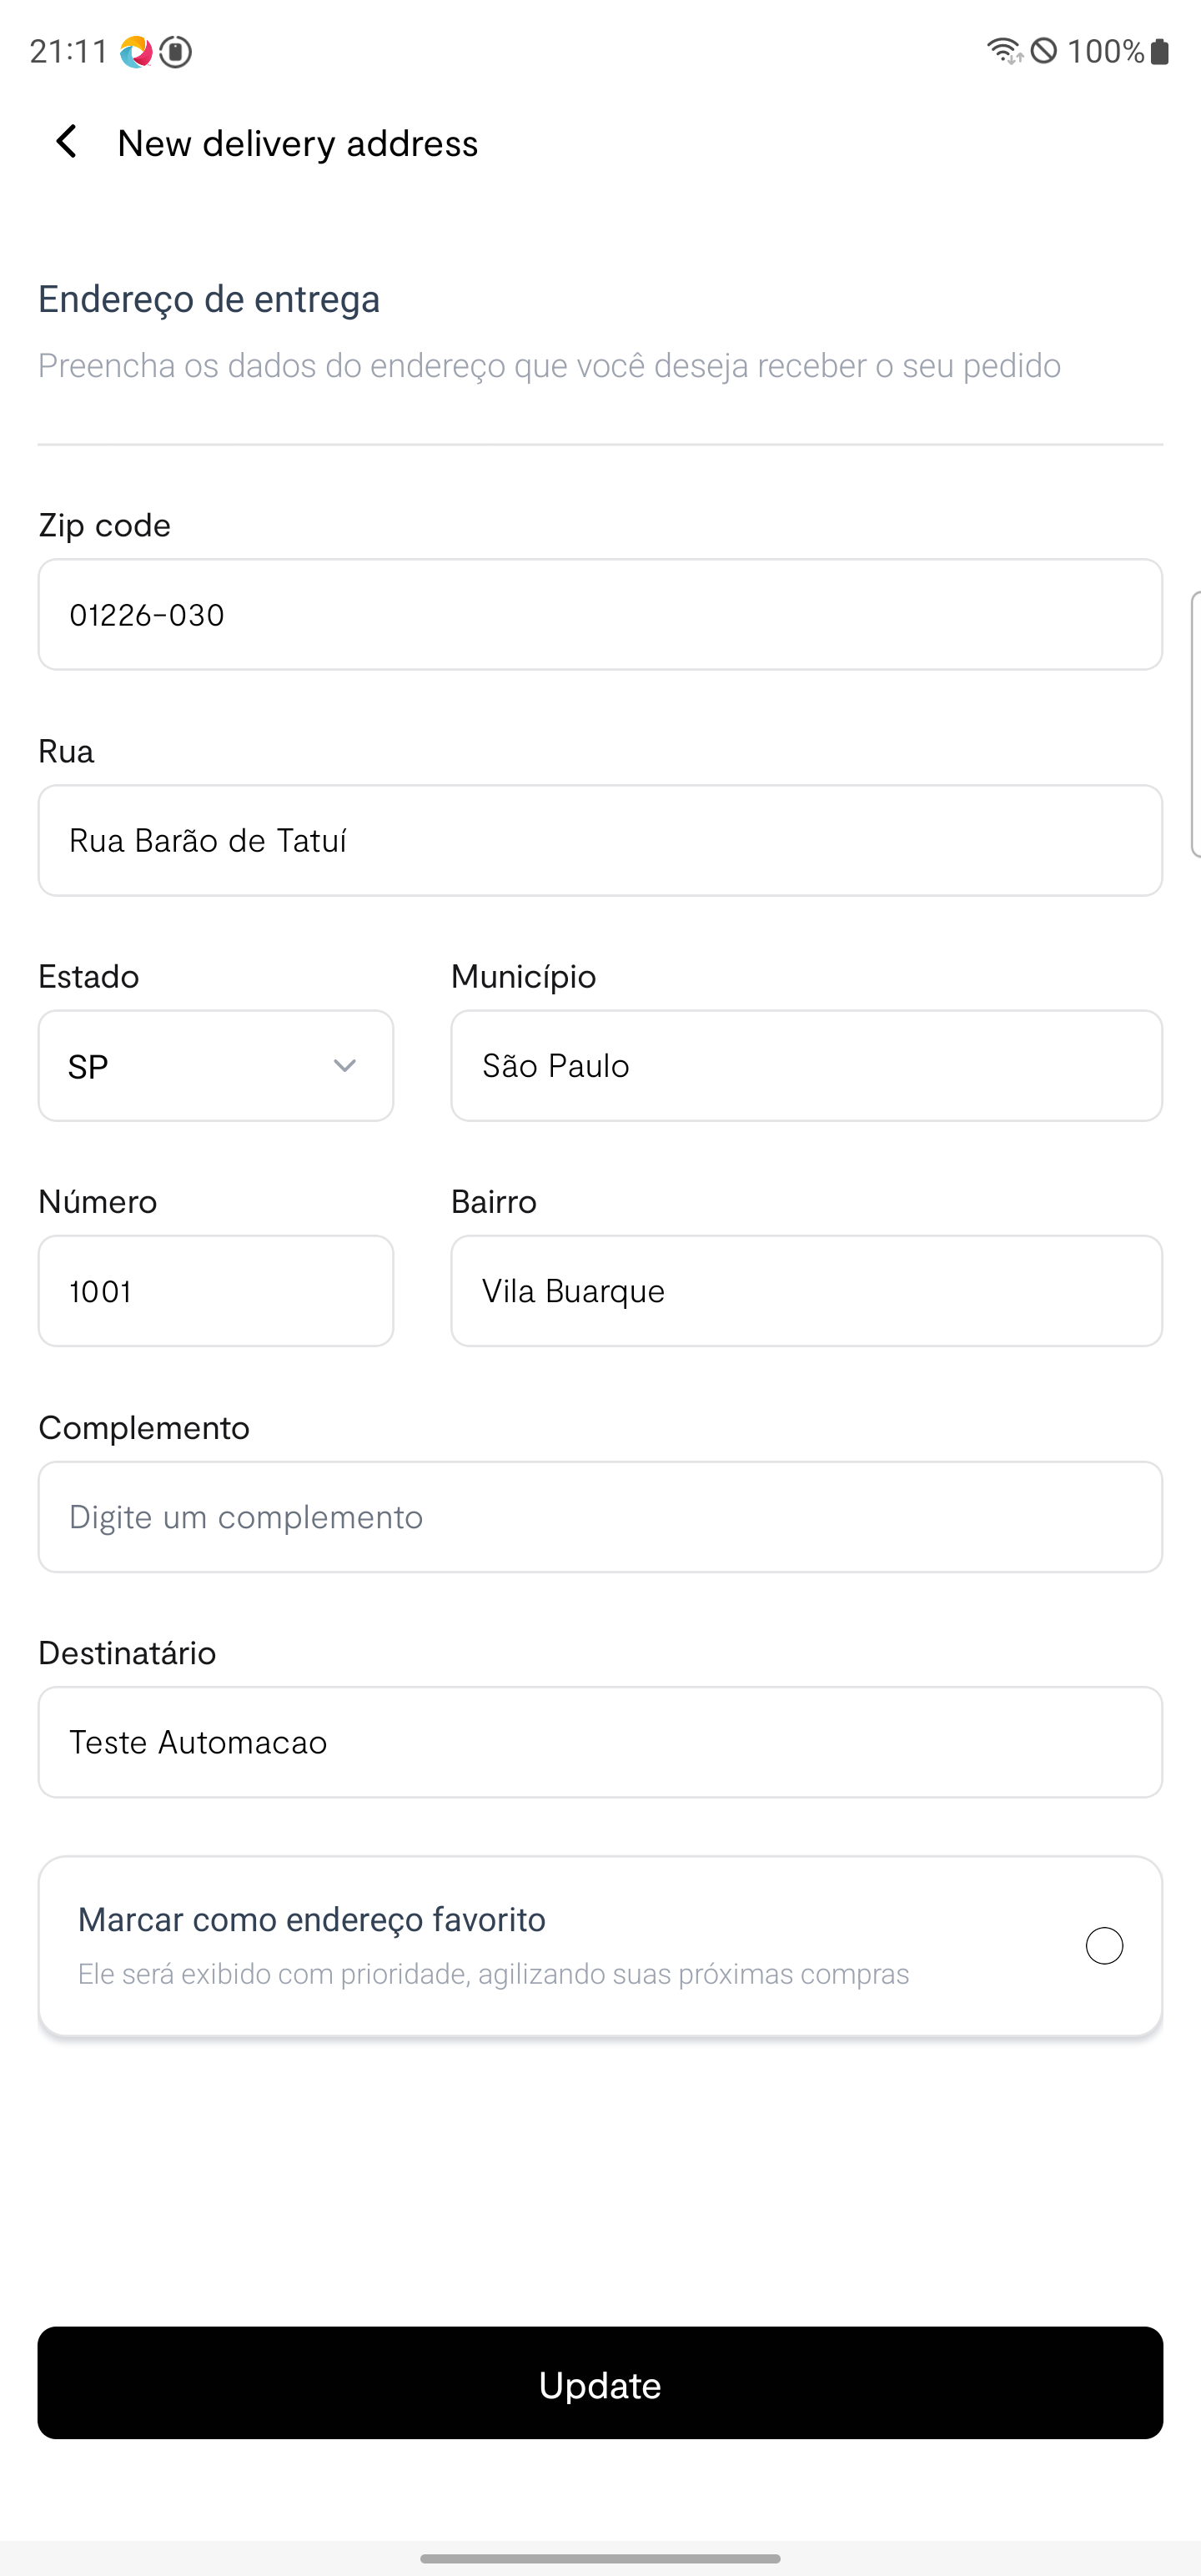 21:11
100%
New delivery address
Endereço de entrega
Preencha os dados do endereço que você deseja receber o seu pedido
Zip code
01226-030
Rua
Rua Barão de Tatuí
Estado
Município
SP
São Paulo
Número
Bairro
1001
Vila Buarque
Complemento
Digite um complemento
Destinatário
Teste Automacao
Marcar como endereço favorito
Ele será exibido com prioridade, agilizando suas próximas compras
Update